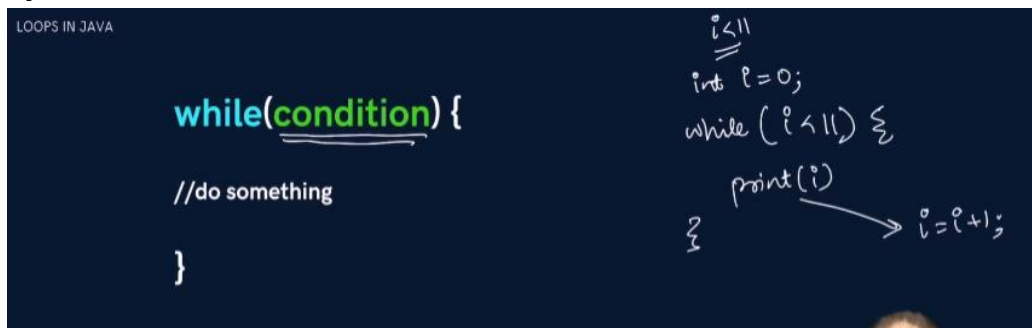 LOOPS IN JAVA
while(condition) {
//do something
}
i<11
int i=0;
while (i<11) {
print(i)
i=i+1;
}